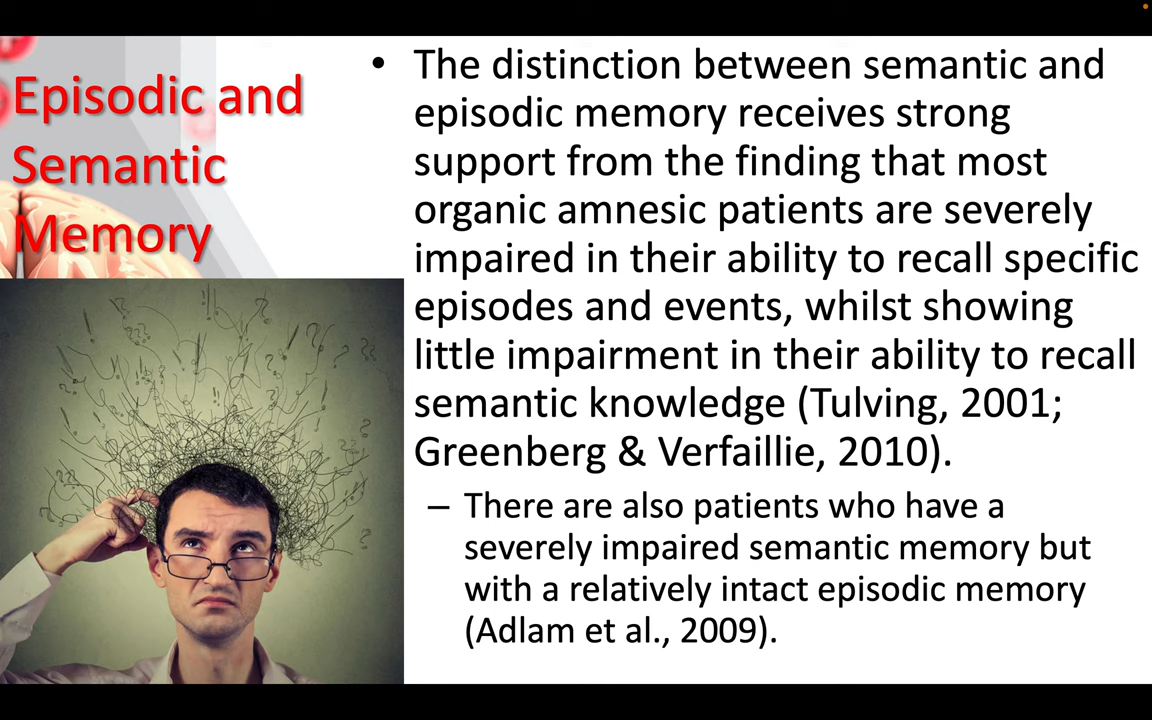 Episodic and
Semantic
Memory
• The distinction between semantic and
episodic memory receives strong
support from the finding that most
organic amnesic patients are severely
impaired in their ability to recall specific
episodes and events, whilst showing
little impairment in their ability to recall
semantic knowledge (Tulving, 2001;
Greenberg & Verfaillie, 2010).
– There are also patients who have a
severely impaired semantic memory but
with a relatively intact episodic memory
(Adlam et al., 2009).